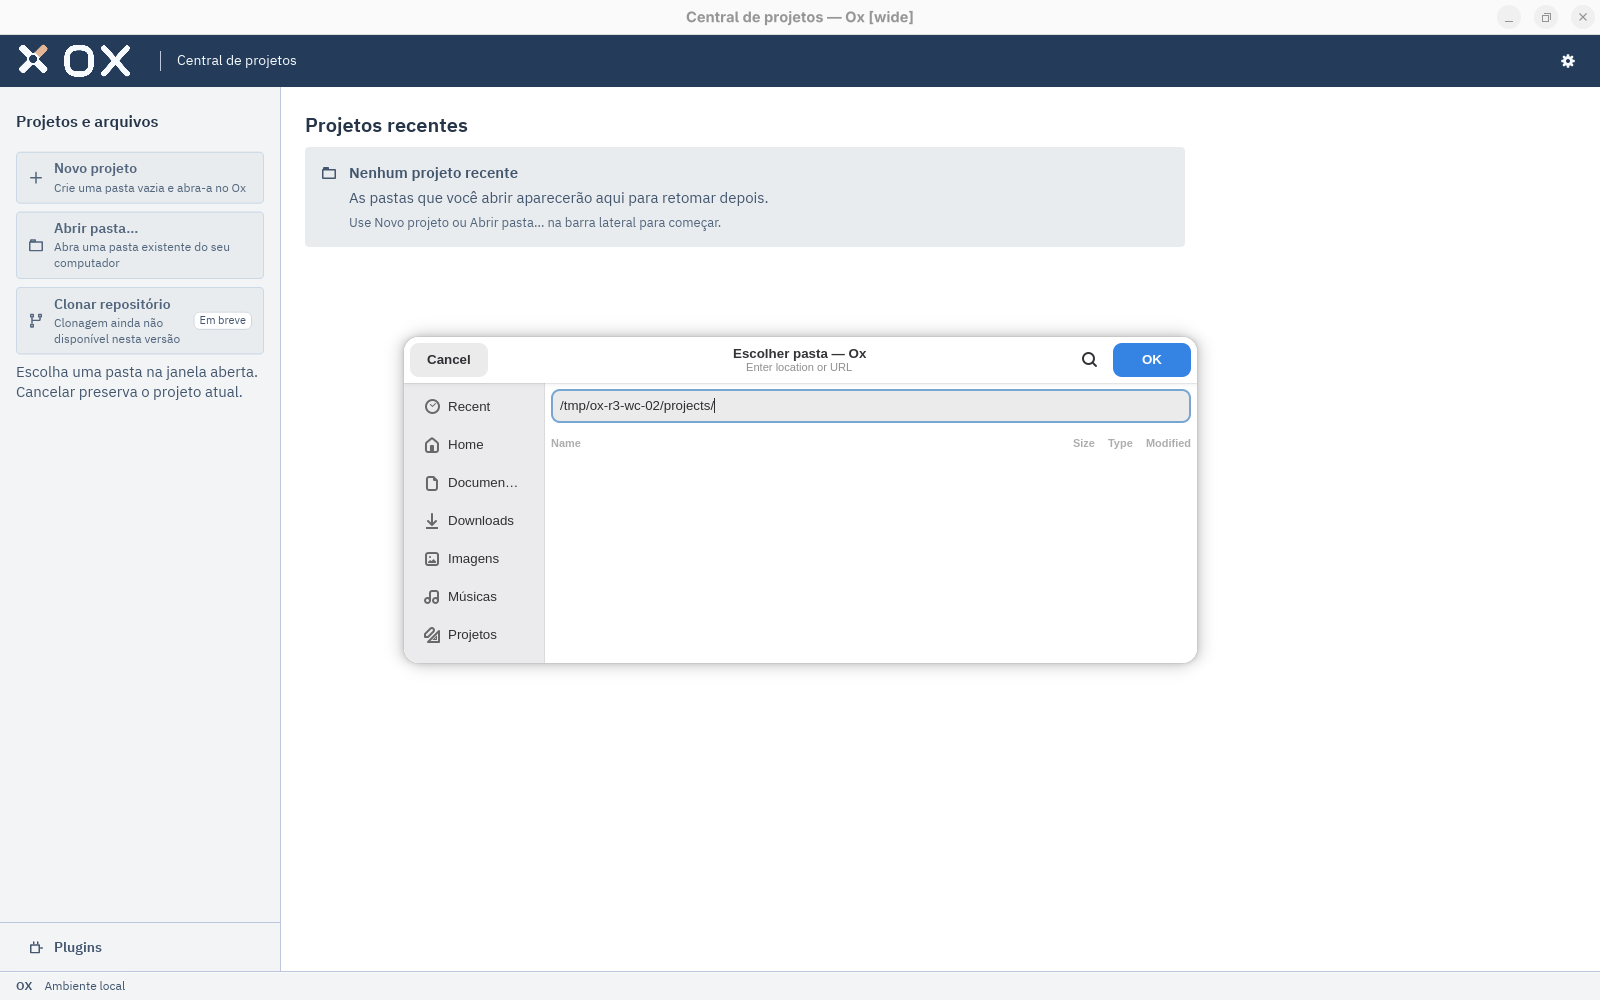 Central de projetos — Ox [wide]
OX
Central de projetos
Projetos e arquivos
Novo projeto
Crie uma pasta vazia e abra-a no Ox
Abrir pasta...
Abra uma pasta existente do seu
computador
Clonar repositório
Clonagem ainda não
disponível nesta versão
Em breve
Escolha uma pasta na janela aberta.
Cancelar preserva o projeto atual.
Projetos recentes
Nenhum projeto recente
As pastas que você abrir aparecerão aqui para retomar depois.
Use Novo projeto ou Abrir pasta... na barra lateral para começar.
Cancel
Escolher pasta — Ox
Enter location or URL
OK
Recent
Home
Documen…
Downloads
Imagens
Músicas
Projetos
/tmp/ox-r3-wc-02/projects/
Name Size Type Modified
Plugins
OX Ambiente local